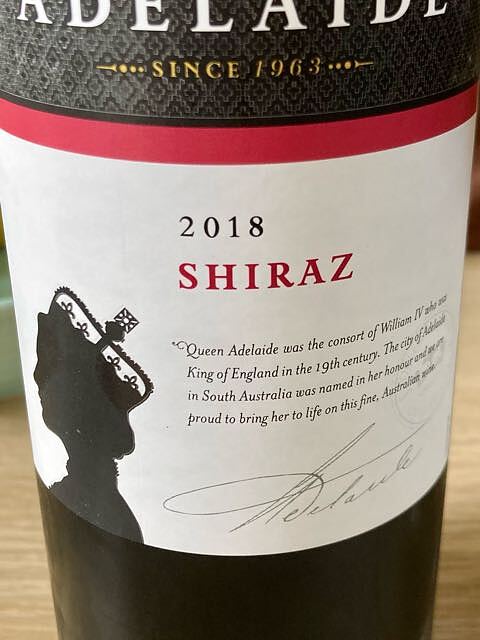 ADELAIDE
SINCE 1963
2018
SHIRAZ
"Queen Adelaide was the consort of William IV who was
King of England in the 19th century. The city of Adelaide
in South Australia was named in her honour and we are
proud to bring her to life on this fine, Australian wine."
Adelaide